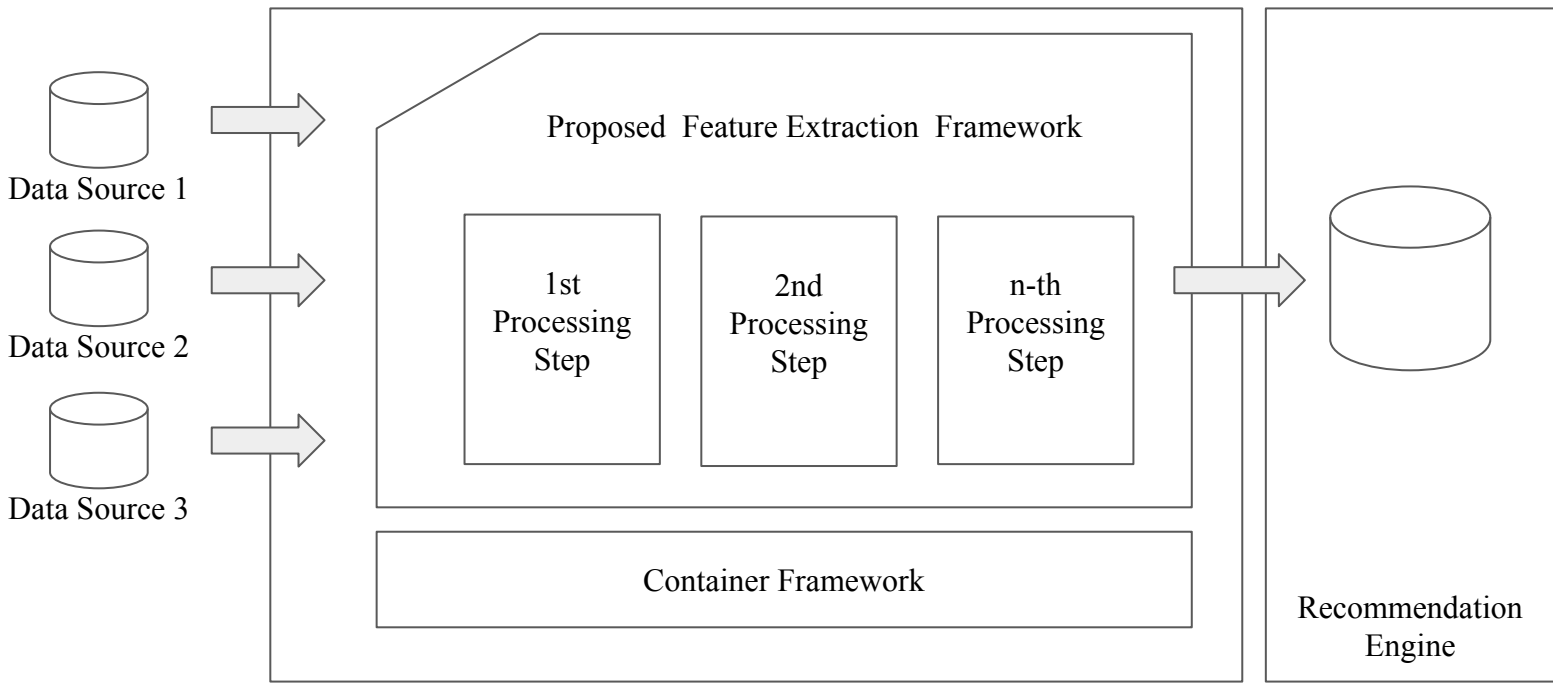 Data Source 1
Data Source 2
Data Source 3
Proposed Feature Extraction Framework
1st
Processing
Step
2nd
Processing
Step
n-th
Processing
Step
Container Framework
Recommendation
Engine